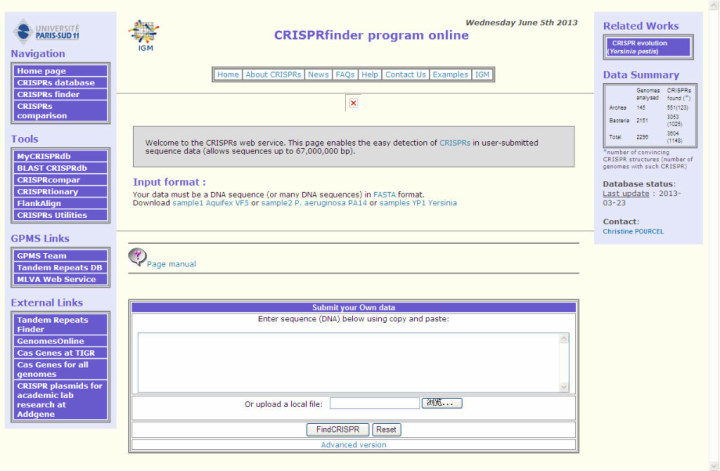 UNIVERSITÉ
PARIS-SUD 11
Navigation
Home page
CRISPRs database
CRISPRs finder
CRISPRs
comparison
Tools
MyCRISPRdb
BLAST CRISPRdb
CRISPRcompar
CRISPRtionary
FlankAlign
CRISPRs Utilities
GPMS Links
GPMS Team
Tandem Repeats DB
MLVA Web Service
External Links
Tandem Repeats
Finder
GenomesOnline
Cas Genes at TIGR
Cas Genes for all
genomes
CRISPR plasmids for
academic lab
research at
Addgene
IGM
Wednesday June 5th 2013
CRISPRfinder program online
Home About CRISPRs News FAQs Help Contact Us Examples IGM
Welcome to the CRISPRs web service. This page enables the easy detection of CRISPRs in user-submitted
sequence data (allows sequences up to 67,000,000 bp).
Input format :
Your data must be a DNA sequence (or many DNA sequences) in FASTA format.
Download sample1 Aquifex VF5 or sample2 P. aeruginosa PA14 or samples YP1 Yersinia
Page manual
Submit your Own data
Enter sequence (DNA) below using copy and paste:
Or upload a local file: 浏览...
FindCRISPR Reset
Advanced version
Related Works
CRISPR evolution
(Yersinia pestis)
Data Summary
Genomes CRISPRs
analysed found (*)
Archea 145 551(123)
Bacteria 2151 3053
(1025)
Total 2296 3604
(1148)
*number of convincing
CRISPR structures (number of
genomes with such CRISPR)
Database status:
Last update : 2013-
03-23
Contact:
Christine POURCEL